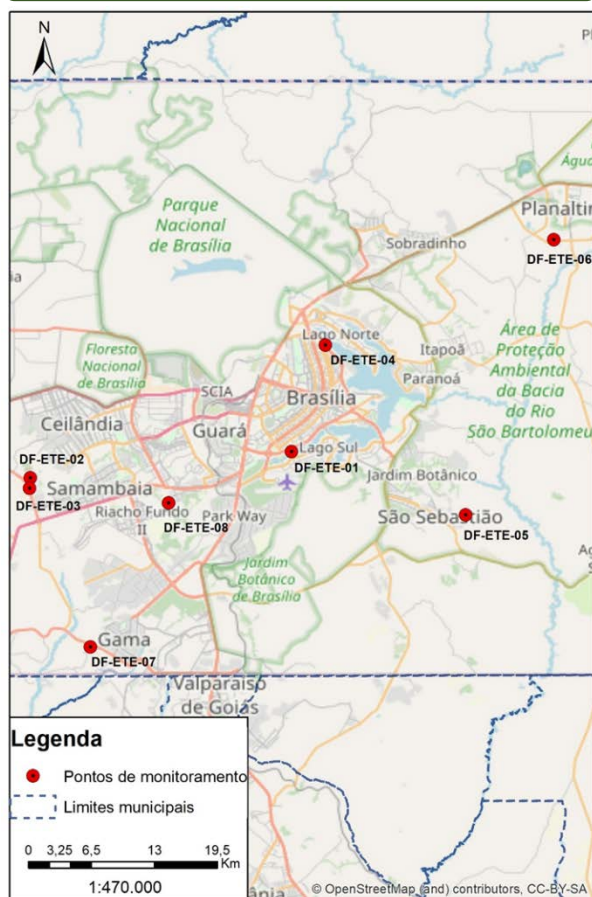 N
Pl
Água
Parque
Nacional
de Brasília
Planaltin
Sobradinho
DF-ETE-06
Lago Norte
DF-ETE-04
Área de
Proteção
Ambiental
da Bacia
do Rio
São Bartolomeu
Itapoã
Paranoá
Floresta
Nacional
de Brasília
SCIA
Brasília
Ceilândia
Guará
Lago Sul
DF-ETE-01
DF-ETE-02
Jardim Botânico
Samambaia
DF-ETE-03
Riacho Fundo
II
DF-ETE-08
Park Way
São Sebastião
DF-ETE-05
Jardim
Botânico
de Brasília
Gama
DF-ETE-07
Valparaíso
de Goiás
Legenda
Pontos de monitoramento
Limites municipais
0 3,25 6,5 13 19,5
Km
1:470.000
ânia
© OpenStreetMap (and) contributors, CC-BY-SA